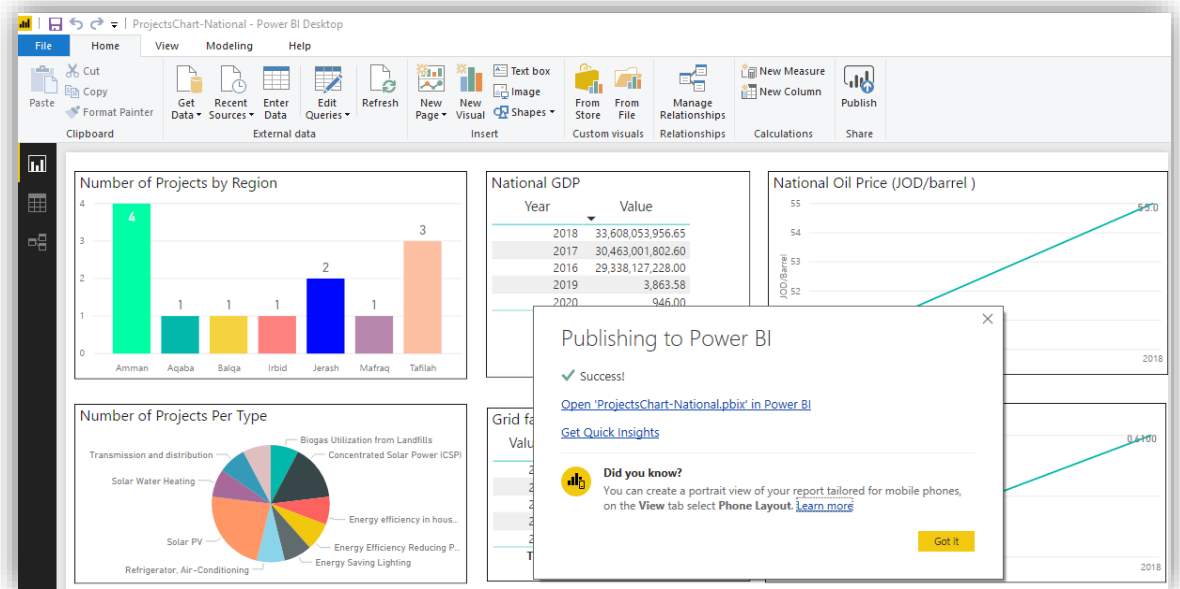 ProjectsChart-National - Power BI Desktop
File Home View Modeling Help
Paste
Cut
Copy
Format Painter
Clipboard
Get Data
Recent Sources
Enter Data
Edit Queries
Refresh
External data
New Page
New Visual
Text box
Image
Shapes
Insert
From Store
From File
Custom visuals
Manage Relationships
Relationships
New Measure
New Column
Calculations
Publish
Share
Number of Projects by Region
4
3
2
1
0
4
1
1
1
2
1
3
Amman Aqaba Balqa Irbid Jerash Mafraq Tafilah
National GDP
Year Value
2018 33,608,053,956.65
2017 30,463,001,802.60
2016 29,338,127,228.00
2019 3,863.58
2020 946.00
National Oil Price (JOD/barrel )
55
54
53
52
JOD/Barrel
55.0
2018
Number of Projects Per Type
Biogas Utilization from Landfills
Transmission and distribution
Concentrated Solar Power (CSP)
Solar Water Heating
Energy efficiency in hous...
Solar PV
Energy Efficiency Reducing P...
Energy Saving Lighting
Refrigerator, Air-Conditioning
Grid fa
Valu
2
2
2
2
2
T
0.4100
2018
Publishing to Power BI
Success!
Open 'ProjectsChart-National.pbix' in Power BI
Get Quick Insights
Did you know?
You can create a portrait view of your report tailored for mobile phones,
on the View tab select Phone Layout. Learn more
Got it